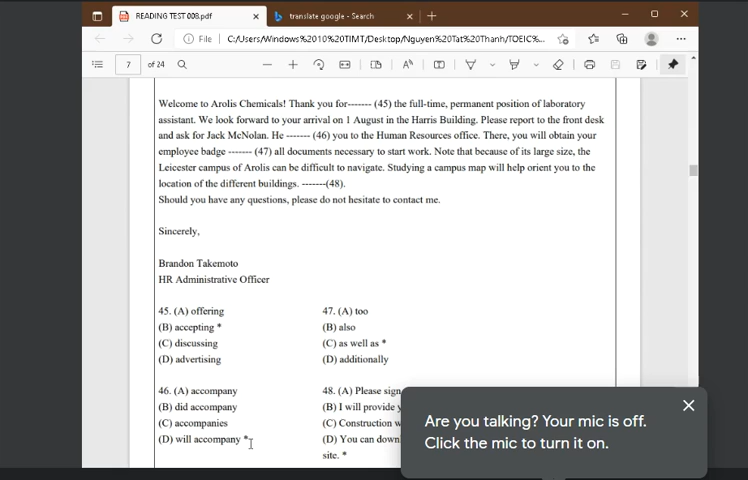 READING TEST 008.pdf
translate google - Search
File
C:/Users/Windows%2010%20TIMT/Desktop/Nguyen%20Tat%20Thanh/TOEIC%...
7 of 24
Welcome to Arolis Chemicals! Thank you for------- (45) the full-time, permanent position of laboratory
assistant. We look forward to your arrival on 1 August in the Harris Building. Please report to the front desk
and ask for Jack McNolan. He ------- (46) you to the Human Resources office. There, you will obtain your
employee badge ------- (47) all documents necessary to start work. Note that because of its large size, the
Leicester campus of Arolis can be difficult to navigate. Studying a campus map will help orient you to the
location of the different buildings. -------(48).
Should you have any questions, please do not hesitate to contact me.
Sincerely,
Brandon Takemoto
HR Administrative Officer
45. (A) offering
(B) accepting *
(C) discussing
(D) advertising
46. (A) accompany
(B) did accompany
(C) accompanies
(D) will accompany *
47. (A) too
(B) also
(C) as well as *
(D) additionally
48. (A) Please sign
(B) I will provide
(C) Construction
(D) You can
site. *
Are you talking? Your mic is off.
Click the mic to turn it on.